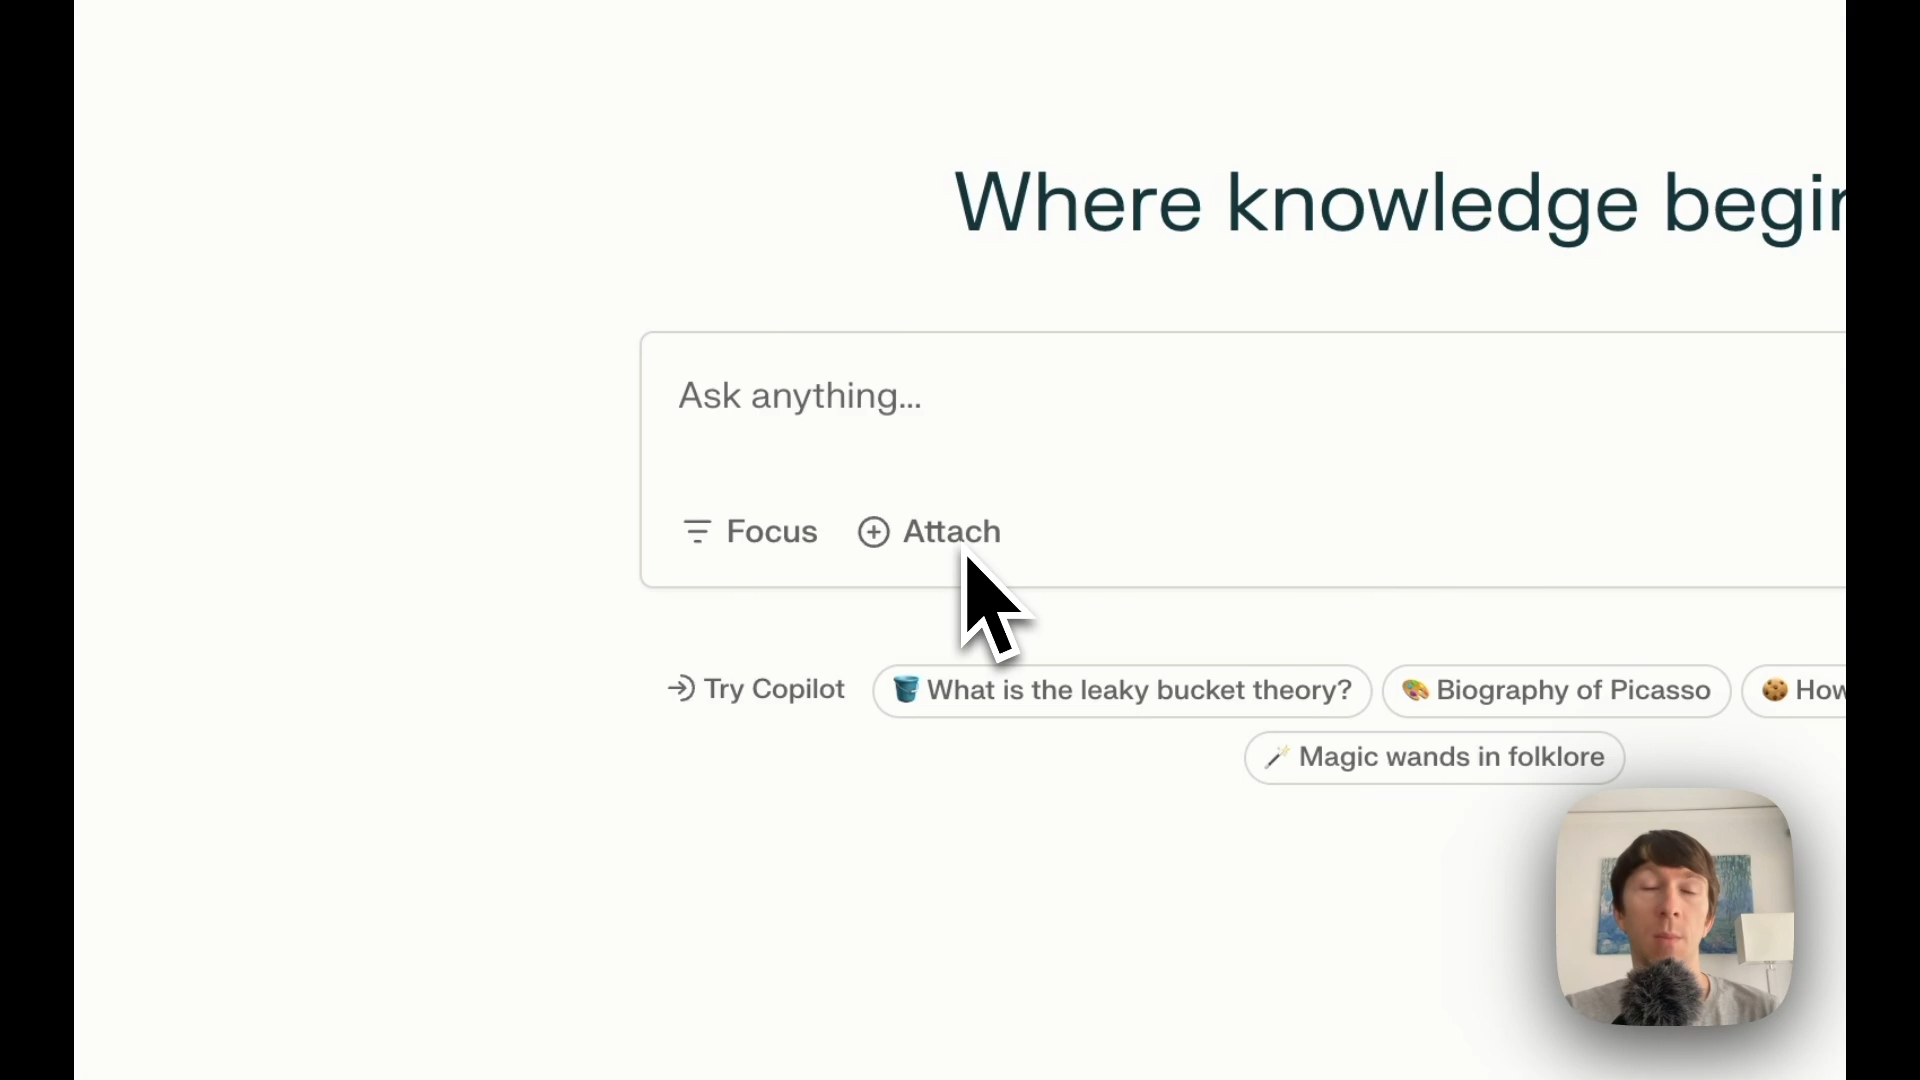 Where knowledge begin
Ask anything...
Focus Attach
Try Copilot What is the leaky bucket theory? Biography of Picasso How
Magic wands in folklore